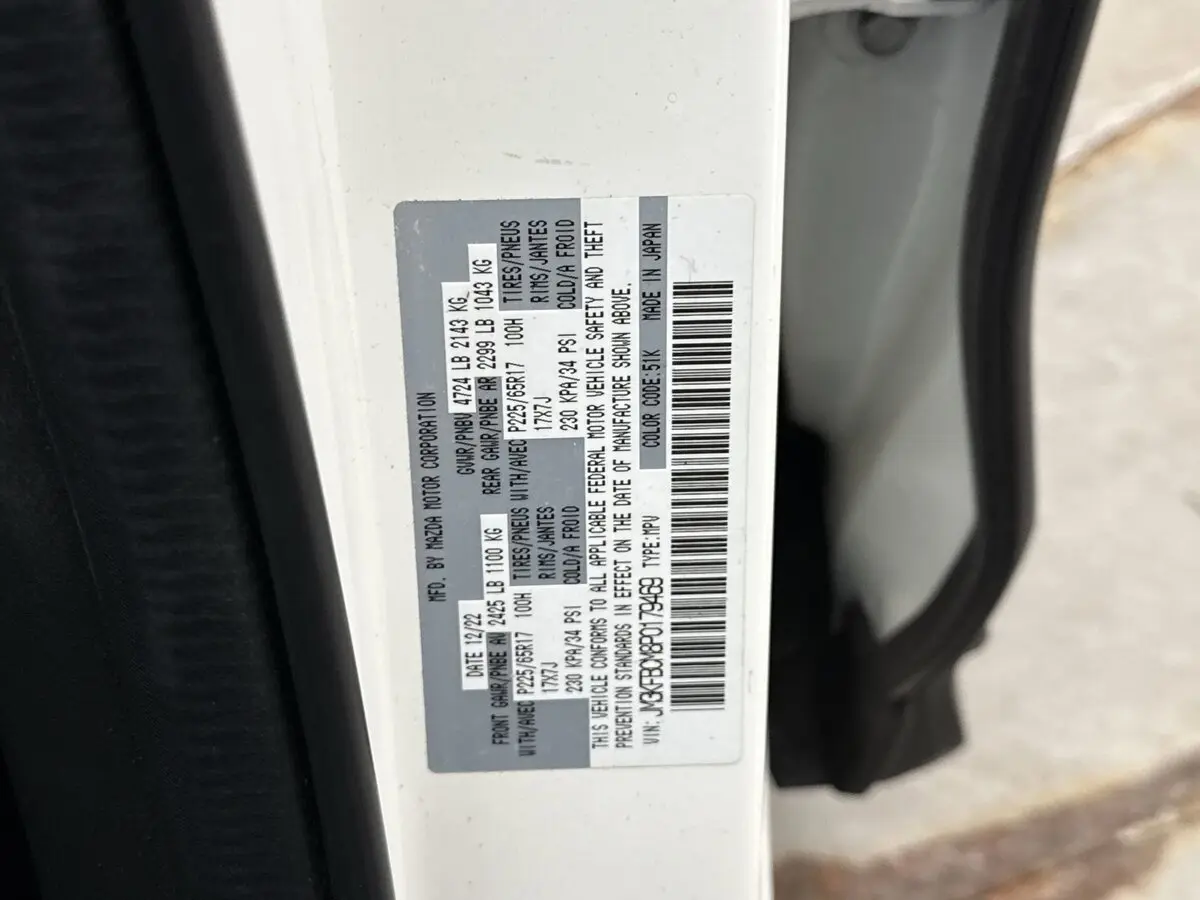 MFD. BY MAZDA MOTOR CORPORATION
DATE 12/22 GVWR/PNBV 4724 LB 2143 KG
FRONT GAWR/PNBE AV 2425 LB 1100 KG REAR GAWR/PNBE AR 2299 LB 1043 KG
WITH/AVEC P225/65R17 100H TIRES/PNEUS WITH/AVEC P225/65R17 100H TIRES/PNEUS
17X7J RIMS/JANTES 17X7J RIMS/JANTES
230 KPA/34 PSI COLD/A FROID 230 KPA/34 PSI COLD/A FROID
THIS VEHICLE CONFORMS TO ALL APPLICABLE FEDERAL MOTOR VEHICLE SAFETY AND THEFT
PREVENTION STANDARDS IN EFFECT ON THE DATE OF MANUFACTURE SHOWN ABOVE.
VIN: JM3KFBCM8P0179469 TYPE:MPV COLOR CODE:51K MADE IN JAPAN